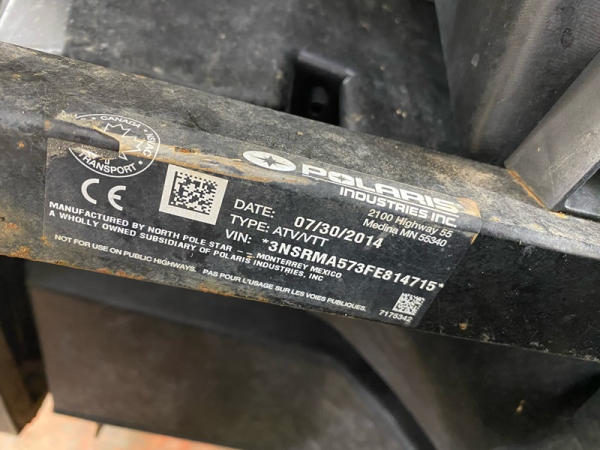 CANADA
TRANSPORT
POLARIS
INDUSTRIES INC.
2100 Highway 55
Medina MN 55340
CE
DATE: 07/30/2014
TYPE: ATV/VTT
VIN: *3NSRMA573FE814715*
MANUFACTURED BY NORTH POLE STAR -- MONTERREY MEXICO
A WHOLLY OWNED SUBSIDIARY OF POLARIS INDUSTRIES, INC
NOT FOR USE ON PUBLIC HIGHWAYS. PAS POUR L'USAGE SUR LES VOIES PUBLIQUES.
7175342